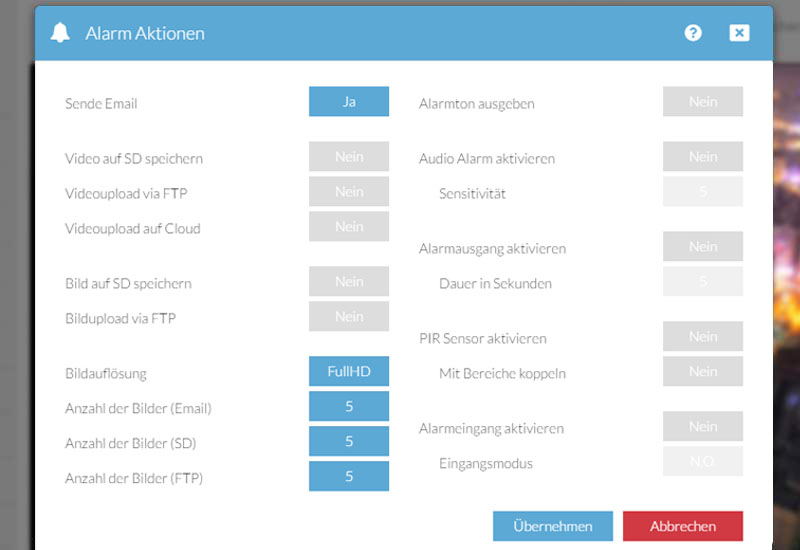 Alarm Aktionen
Sende Email Ja
Video auf SD speichern Nein
Videoupload via FTP Nein
Videoupload auf Cloud Nein
Bild auf SD speichern Nein
Bildupload via FTP Nein
Bildauflösung FullHD
Anzahl der Bilder (Email) 5
Anzahl der Bilder (SD) 5
Anzahl der Bilder (FTP) 5
Alarmton ausgeben Nein
Audio Alarm aktivieren Nein
Sensitivität 5
Alarmausgang aktivieren Nein
Dauer in Sekunden 5
PIR Sensor aktivieren Nein
Mit Bereiche koppeln Nein
Alarmeingang aktivieren Nein
Eingangsmodus N.O
Übernehmen Abbrechen